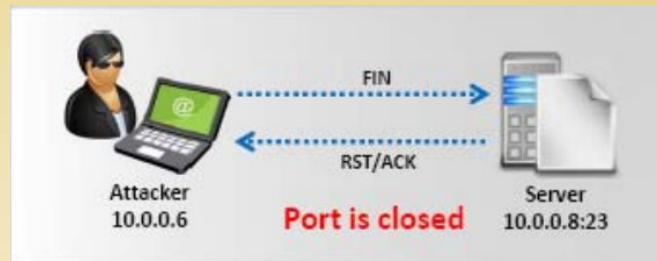 FIN
@
RST/ACK
Attacker
10.0.0.6
Port is closed
Server
10.0.0.8:23